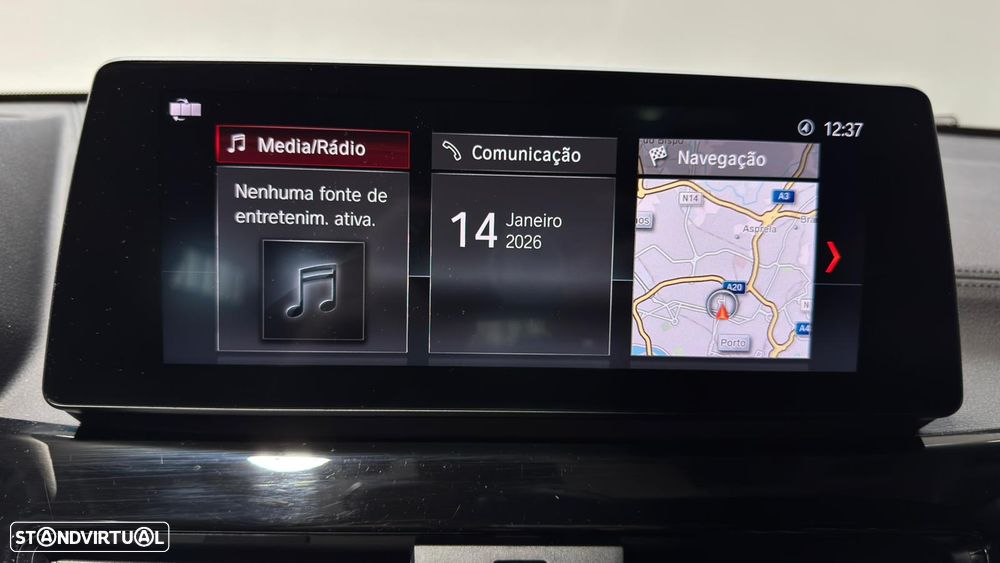 12:37
Media/Rádio
Nenhuma fonte de
entretenim. ativa.
Comunicação
14
Janeiro
2026
Navegação
N14
A3
Asprela
A20
Porto
STANDVIRTUAL